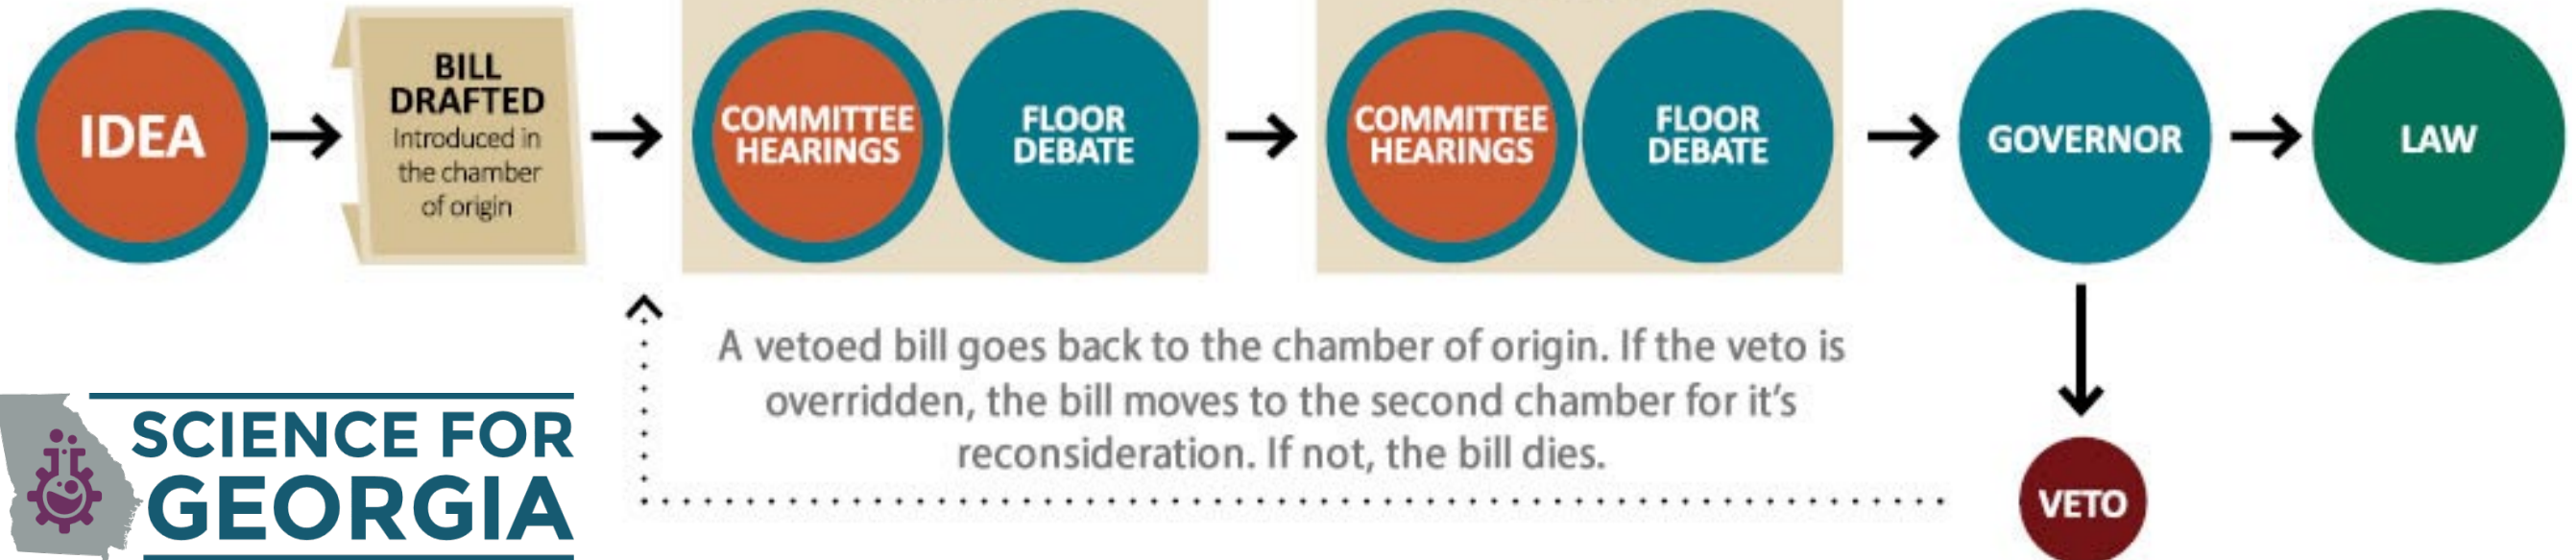 IDEA
BILL
DRAFTED
Introduced in
the chamber
of origin
COMMITTEE
HEARINGS
FLOOR
DEBATE
COMMITTEE
HEARINGS
FLOOR
DEBATE
GOVERNOR
LAW
A vetoed bill goes back to the chamber of origin. If the veto is
overridden, the bill moves to the second chamber for it's
reconsideration. If not, the bill dies.
VETO
SCIENCE FOR
GEORGIA